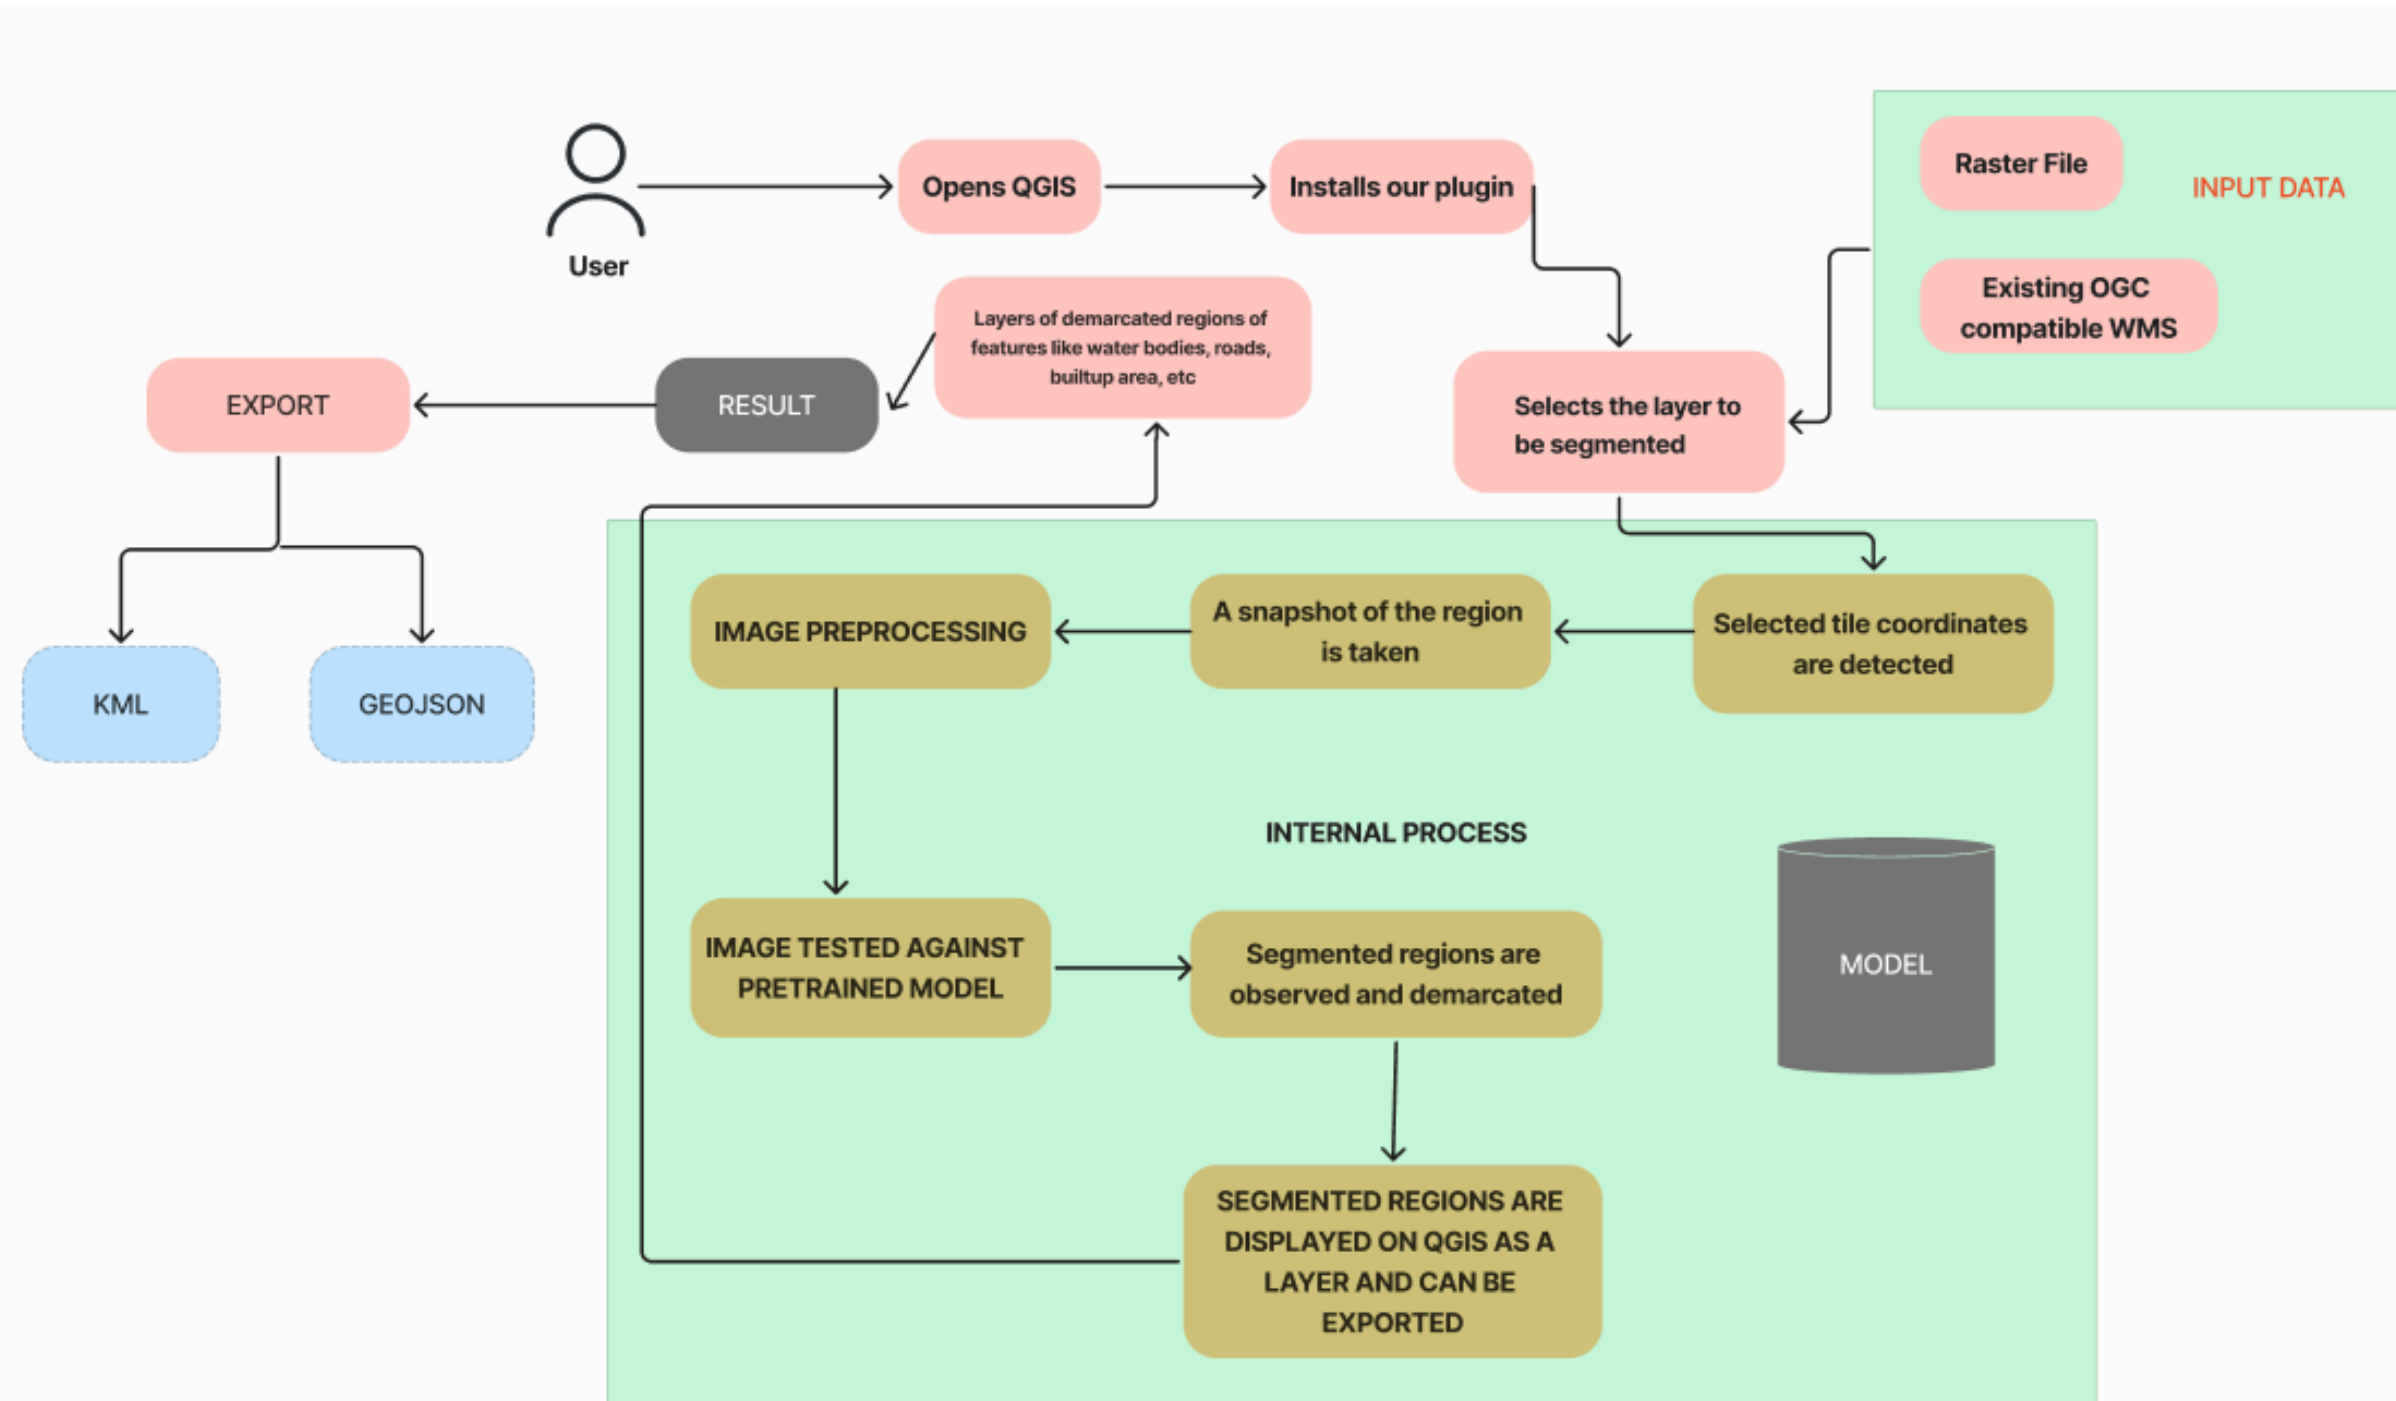 User
Opens QGIS
Installs our plugin
Raster File
INPUT DATA
Existing OGC
compatible WMS
Selects the layer to
be segmented
Layers of demarcated regions of
features like water bodies, roads,
builtup area, etc
RESULT
EXPORT
KML
GEOJSON
Selected tile coordinates
are detected
A snapshot of the region
is taken
IMAGE PREPROCESSING
INTERNAL PROCESS
IMAGE TESTED AGAINST
PRETRAINED MODEL
Segmented regions are
observed and demarcated
MODEL
SEGMENTED REGIONS ARE
DISPLAYED ON QGIS AS A
LAYER AND CAN BE
EXPORTED